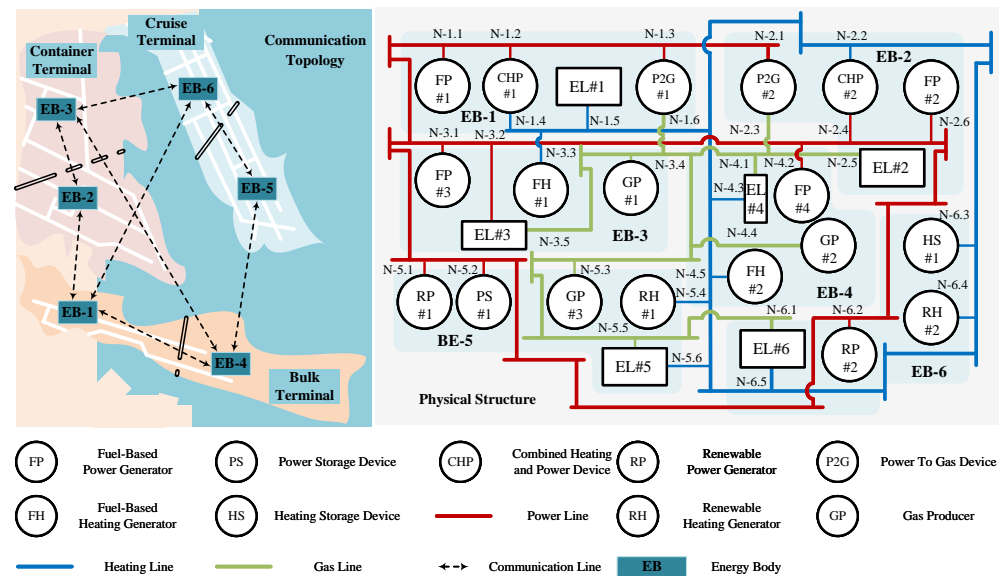 Cruise
Terminal
Communication
Topology
Container
Terminal
EB-6
EB-3
EB-5
EB-2
EB-1
EB-4
Bulk
Terminal
N-1.1
N-1.2
N-1.3
N-2.1
N-2.2
EB-2
FP
#1
CHP
#1
EL#1
P2G
#1
P2G
#2
CHP
#2
FP
#2
EB-1
N-1.4
N-1.5
N-1.6
N-2.3
N-2.4
N-2.6
N-3.1
N-3.2
N-3.3
N-3.4
N-4.1
N-4.2
N-2.5
EL#2
FP
#3
FH
#1
GP
#1
N-4.3
EL
#4
FP
#4
EL#3
N-3.5
EB-3
N-4.4
GP
#2
N-6.3
HS
#1
N-5.1
N-5.2
N-5.3
N-4.5
N-5.4
FH
#2
EB-4
N-6.4
RP
#1
PS
#1
GP
#3
RH
#1
RH
#2
BE-5
N-5.5
N-6.1
N-6.2
EL#5
N-5.6
EL#6
RP
#2
EB-6
N-6.5
Physical Structure
FP
Fuel-Based
Power Generator
PS
Power Storage Device
CHP
Combined Heating
and Power Device
RP
Renewable
Power Generator
P2G
Power To Gas Device
FH
Fuel-Based
Heating Generator
HS
Heating Storage Device
Power Line
RH
Renewable
Heating Generator
GP
Gas Producer
Heating Line
Gas Line
Communication Line
EB
Energy Body